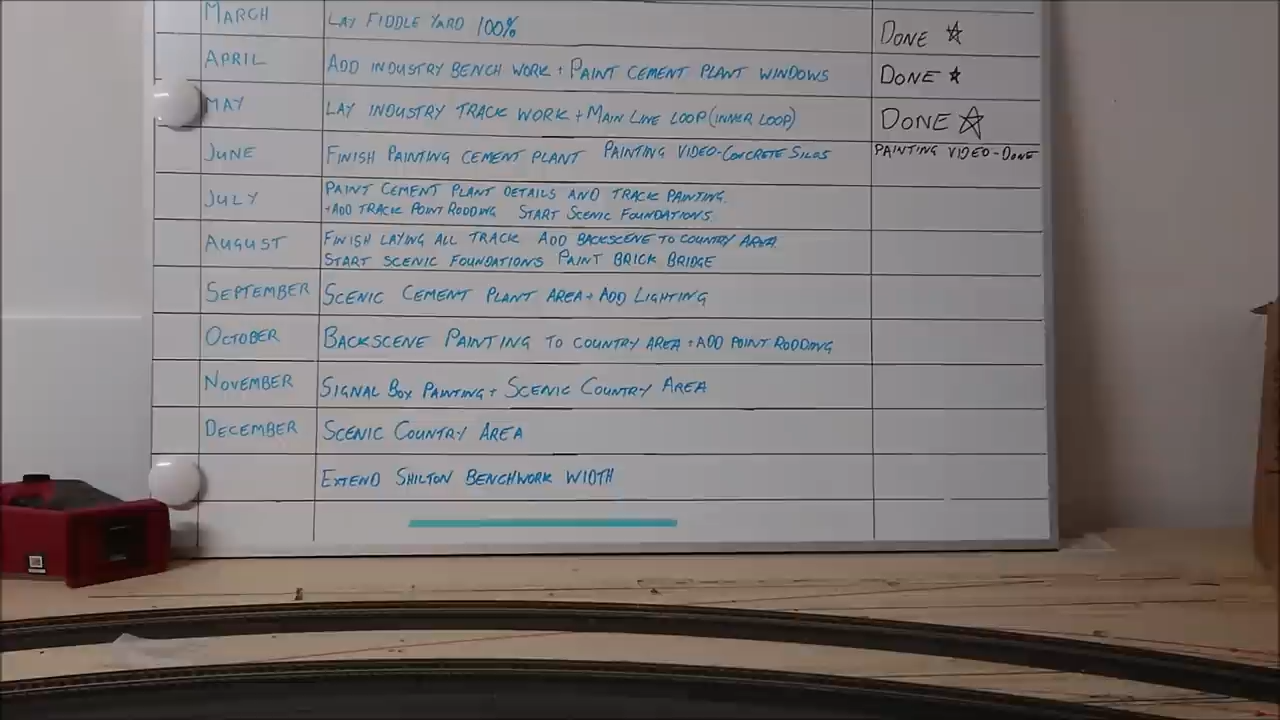 MARCH LAY FIDDLE YARD 100% DONE
APRIL ADD INDUSTRY BENCH WORK + PAINT CEMENT PLANT WINDOWS DONE
MAY LAY INDUSTRY TRACK WORK + MAIN LINE LOOP (INNER LOOP) DONE
JUNE FINISH PAINTING CEMENT PLANT PAINTING VIDEO-CONCRETE SILOS PAINTING VIDEO-DONE
JULY PAINT CEMENT PLANT DETAILS AND TRACK PAINTING.
+ADD TRACK POINT RODDING START SCENIC FOUNDATIONS
AUGUST FINISH LAYING ALL TRACK ADD BACKSCENE TO COUNTRY AREA
START SCENIC FOUNDATIONS PAINT BRICK BRIDGE
SEPTEMBER SCENIC CEMENT PLANT AREA + ADD LIGHTING
OCTOBER BACKSCENE PAINTING TO COUNTRY AREA + ADD POINT RODDING
NOVEMBER SIGNAL BOX PAINTING + SCENIC COUNTRY AREA
DECEMBER SCENIC COUNTRY AREA
EXTEND SHILTON BENCHWORK WIDTH